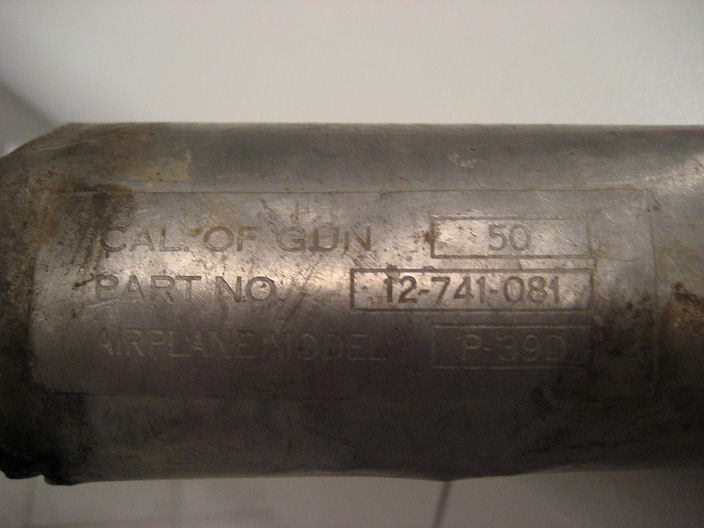 CAL. OF GUN 50
PART NO. 12-741-081
AIRPLANE MODEL P-39D